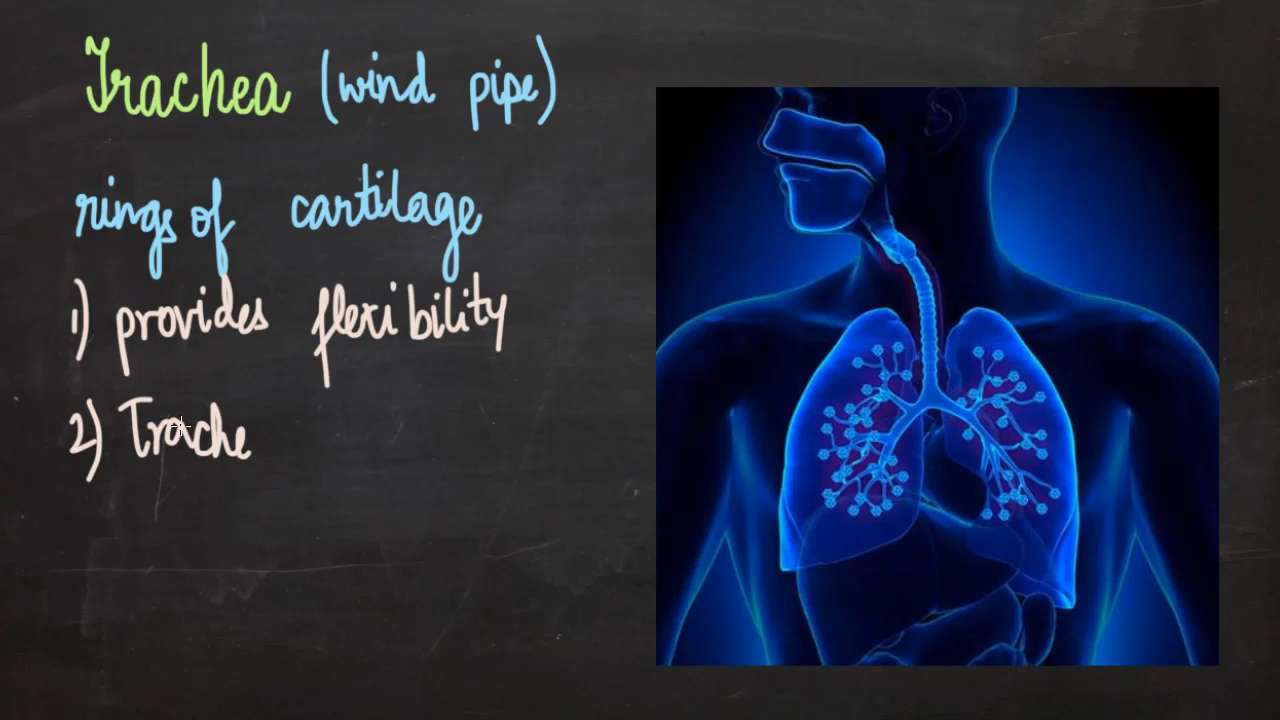 Trachea (wind pipe)
rings of cartilage
1) provides flexibility
2) Trache